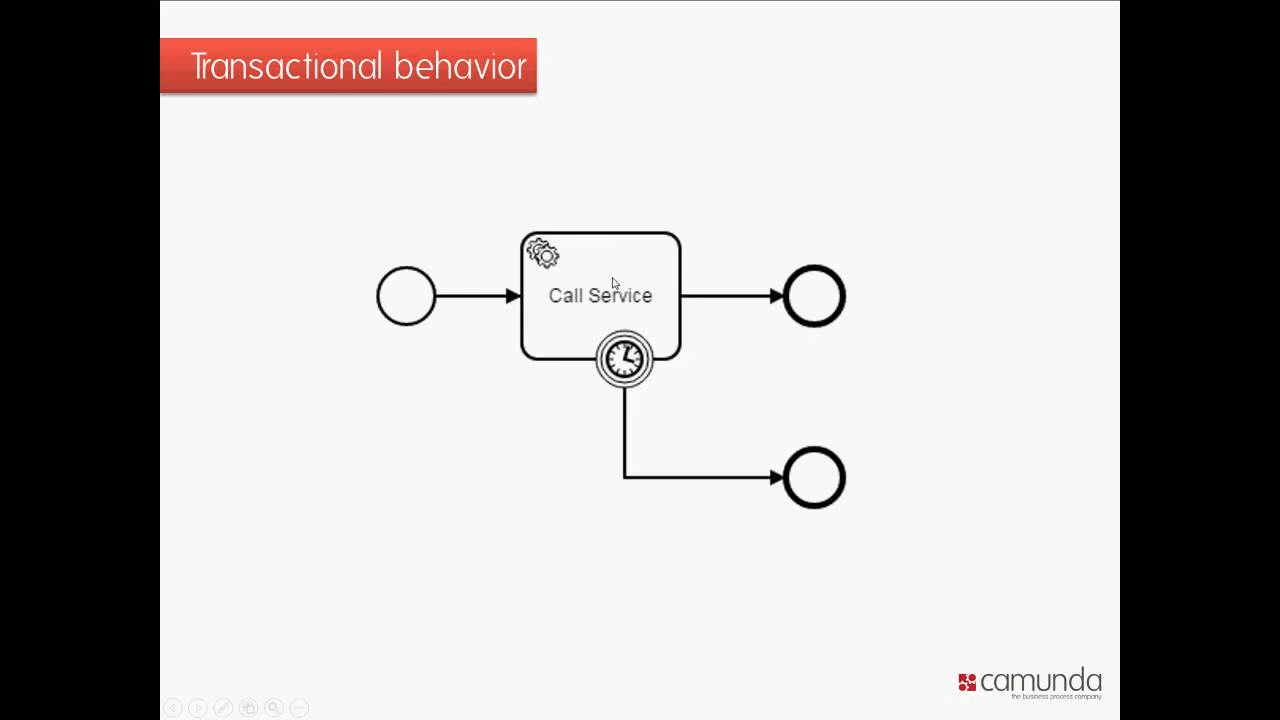 Transactional behavior
Call Service
camunda
the business process company